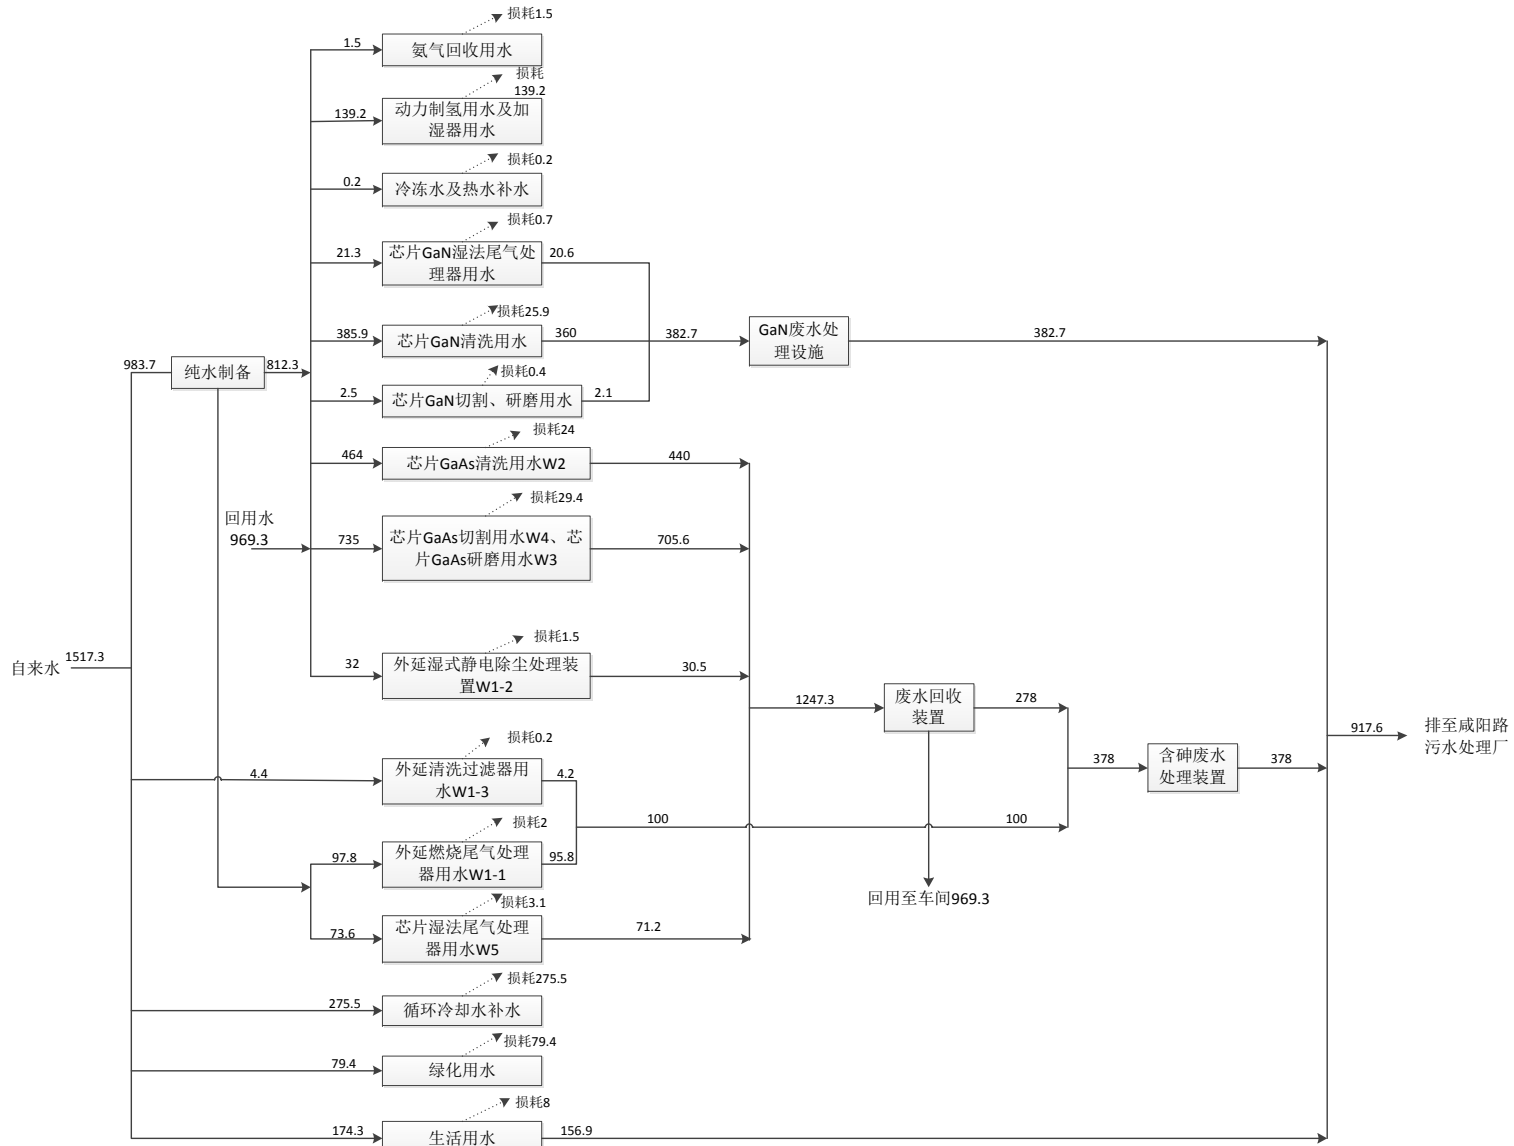 损耗1.5
1.5
氨气回收用水
损耗
139.2
139.2
动力制氢用水及加
湿器用水
损耗0.2
0.2
冷冻水及热水补水
损耗0.7
21.3
芯片GaN湿法尾气处
理器用水
20.6
损耗25.9
385.9
芯片GaN清洗用水
360
382.7
GaN废水处
理设施
382.7
983.7
纯水制备
812.3
损耗0.4
2.5
芯片GaN切割、研磨用水
2.1
损耗24
464
芯片GaAs清洗用水W2
440
损耗29.4
回用水
969.3
735
芯片GaAs切割用水W4、芯
片GaAs研磨用水W3
705.6
损耗1.5
自来水
1517.3
32
外延湿式静电除尘处理装
置W1-2
30.5
1247.3
废水回收
装置
278
损耗0.2
4.4
外延清洗过滤器用
水W1-3
4.2
378
含砷废水
处理装置
378
917.6
排至咸阳路
污水处理厂
损耗2
100
100
97.8
外延燃烧尾气处理
器用水W1-1
95.8
回用至车间969.3
损耗3.1
73.6
芯片湿法尾气处理
器用水W5
71.2
损耗275.5
275.5
循环冷却水补水
损耗79.4
79.4
绿化用水
损耗8
174.3
生活用水
156.9